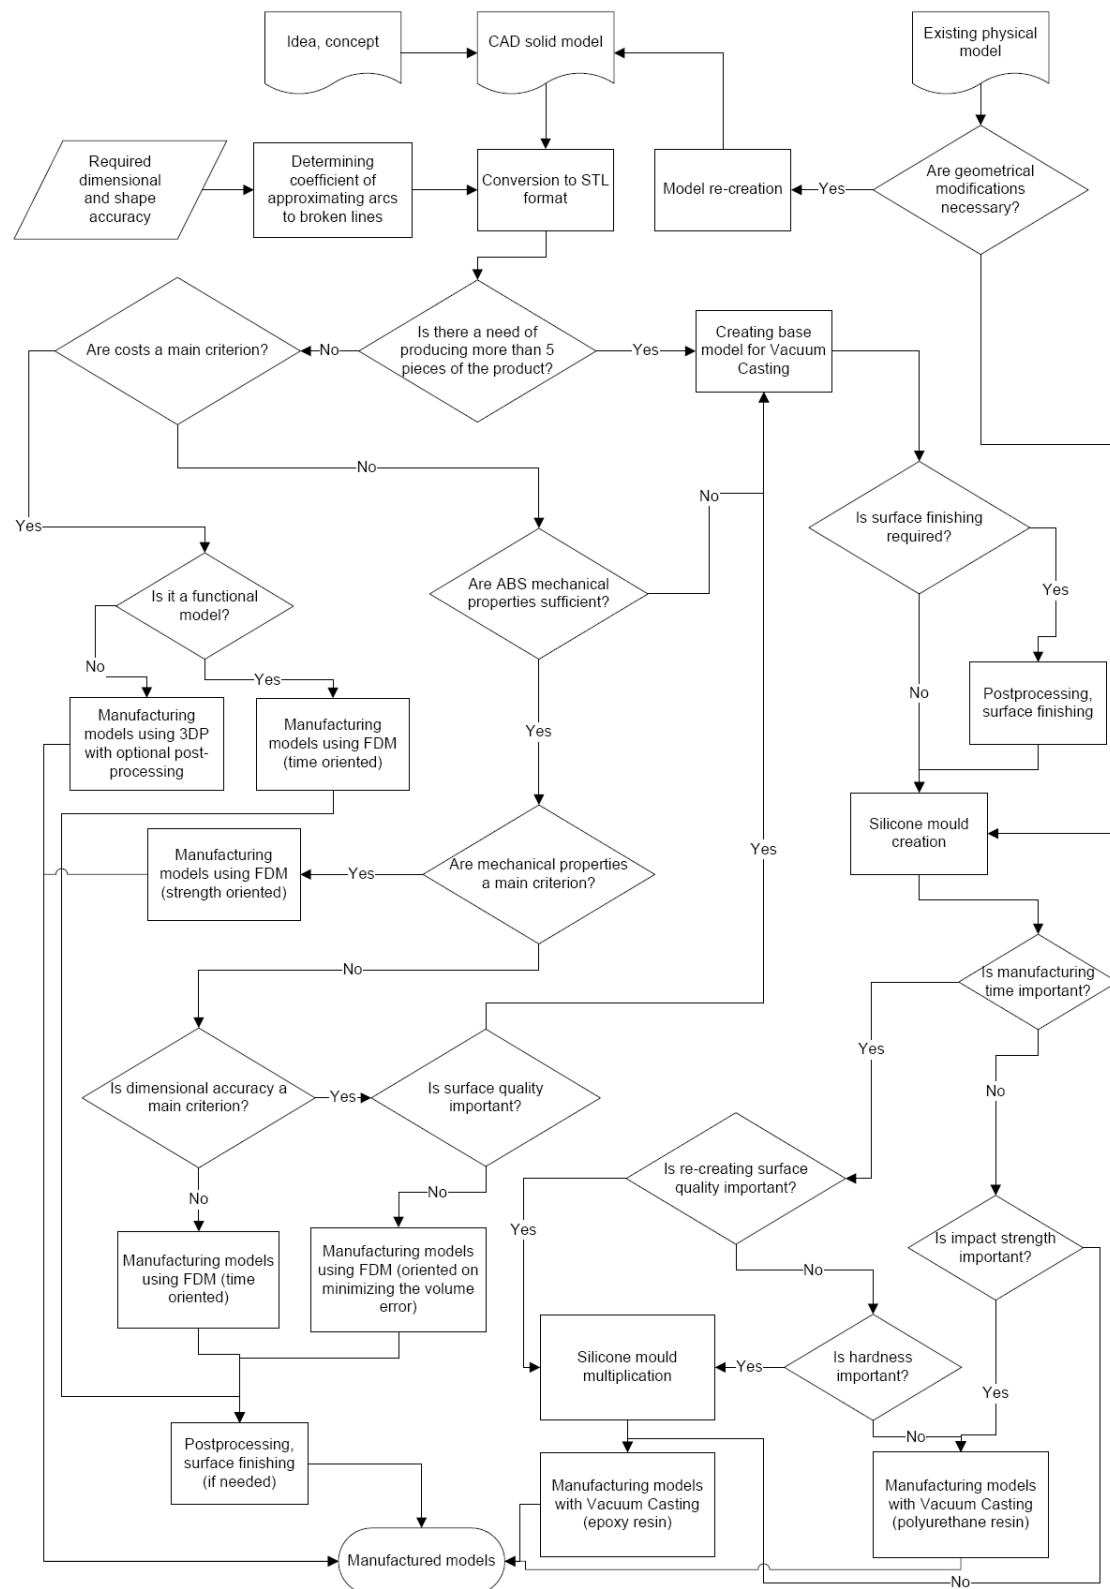 Idea, concept
CAD solid model
Existing physical
model
Required
dimensional
and shape
accuracy
Determining
coefficient of
approximating arcs
to broken lines
Conversion to STL
format
Model re-creation
Yes
Are geometrical
modifications
necessary?
Are costs a main criterion?
No
Is there a need of
producing more than 5
pieces of the product?
Yes
Creating base
model for Vacuum
Casting
No
No
Yes
Is surface finishing
required?
Is it a functional
model?
Are ABS mechanical
properties sufficient?
Yes
No
Yes
No
Postprocessing,
surface finishing
Manufacturing
models using 3DP
with optional post-
processing
Manufacturing
models using FDM
(time oriented)
Yes
Silicone mould
creation
Manufacturing
models using FDM
(strength oriented)
Yes
Are mechanical properties
a main criterion?
Yes
No
Is manufacturing
time important?
Yes
Is dimensional accuracy a
main criterion?
Yes
Is surface quality
important?
No
Is re-creating surface
quality important?
No
No
Yes
Is impact strength
important?
Manufacturing models
using FDM (time
oriented)
Manufacturing models
using FDM (oriented on
minimizing the volume
error)
No
Silicone mould
multiplication
Yes
Is hardness
important?
Yes
No
Postprocessing,
surface finishing
(if needed)
Manufacturing models
with Vacuum Casting
(epoxy resin)
Manufacturing models
with Vacuum Casting
(polyurethane resin)
Manufactured models
No